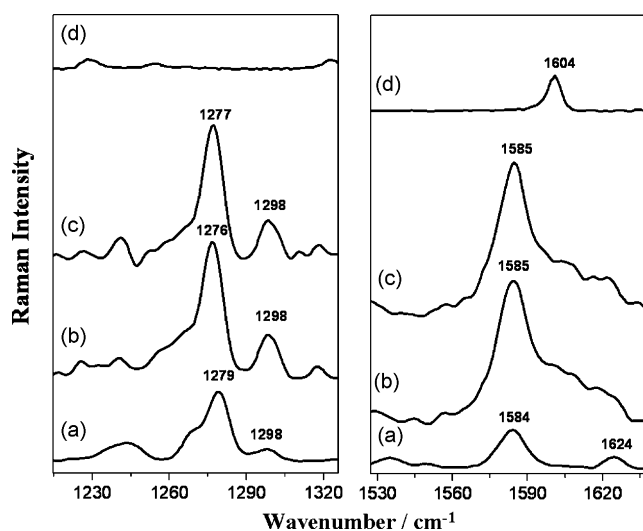 Raman Intensity
(d)
1277
1298
(c)
1276
1298
(b)
1279
1298
(a)
1230 1260 1290 1320
1604
(d)
1585
(c)
1585
(b)
1584
1624
(a)
1530 1560 1590 1620
Wavenumber / cm⁻¹